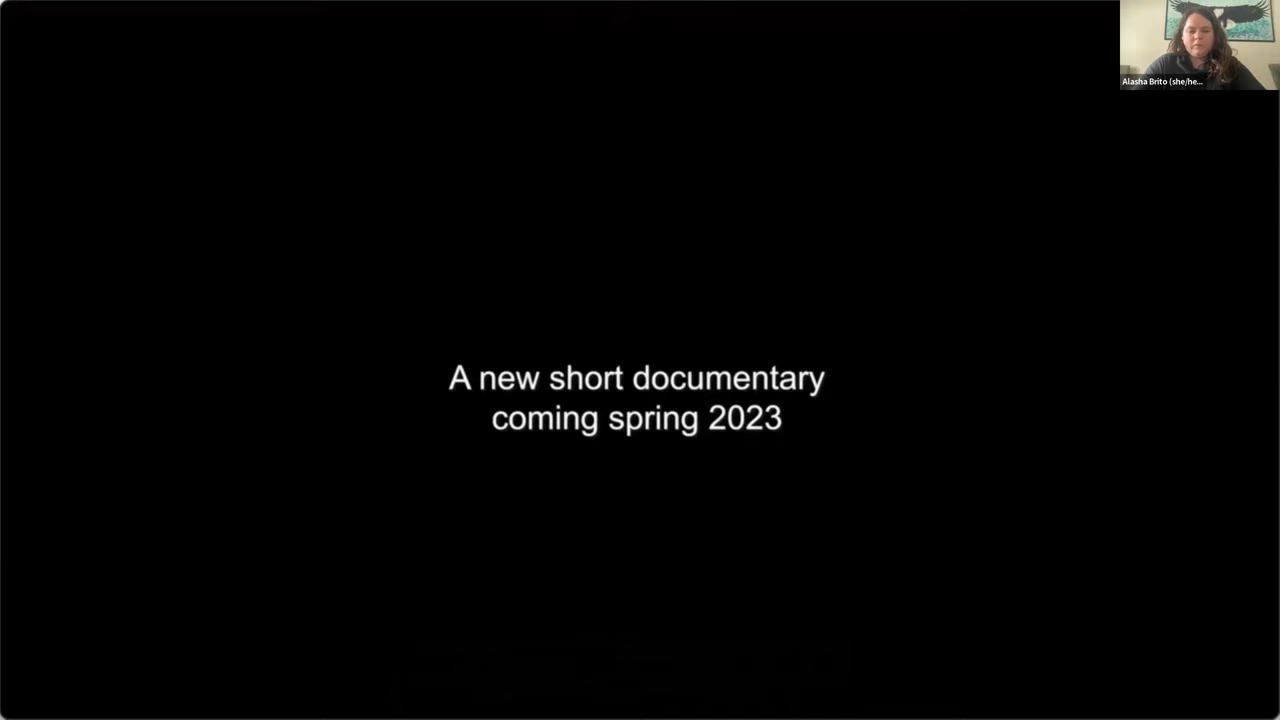 Alasha Brito (she/he...
A new short documentary
coming spring 2023